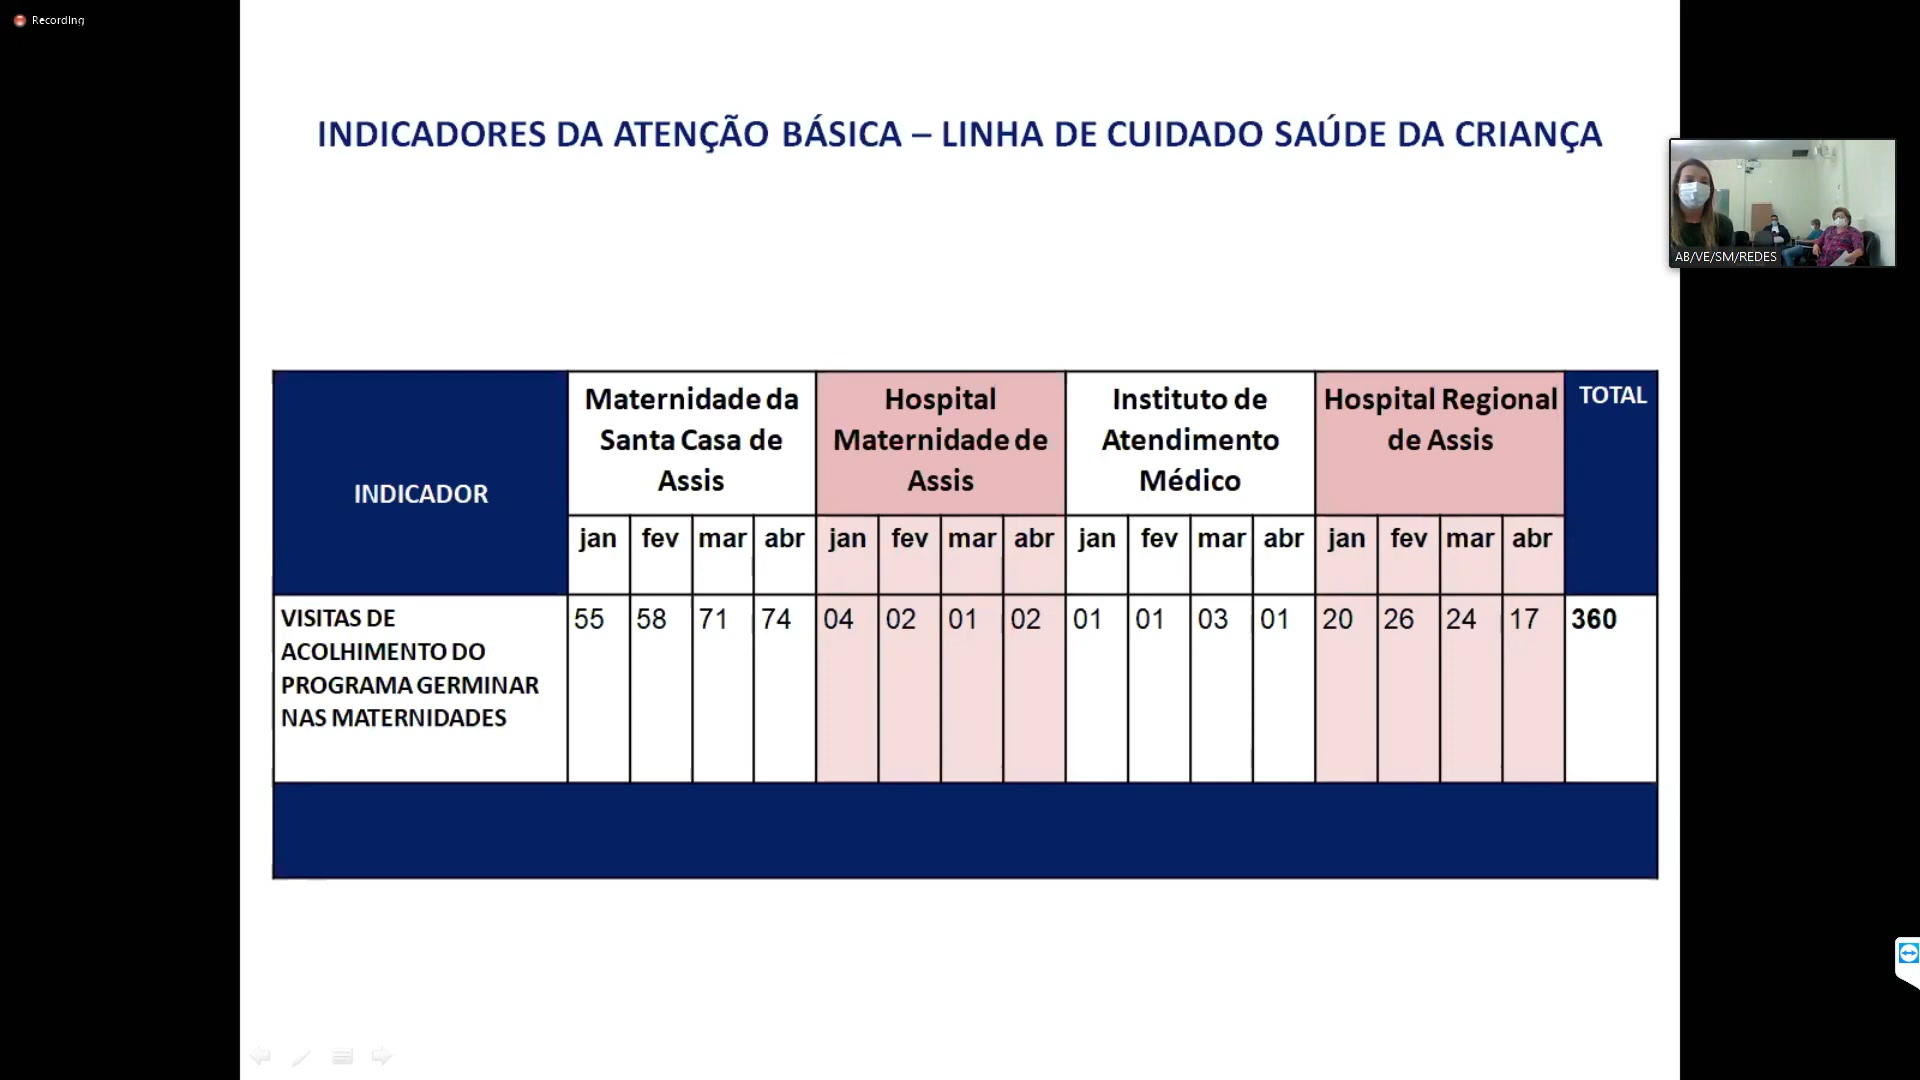 Recording
INDICADORES DA ATENÇÃO BÁSICA – LINHA DE CUIDADO SAÚDE DA CRIANÇA
AB/VE/SM/REDES
INDICADOR
Maternidade da
Santa Casa de
Assis
Hospital
Maternidade de
Assis
Instituto de
Atendimento
Médico
Hospital Regional
de Assis
TOTAL
jan fev mar abr jan fev mar abr jan fev mar abr jan fev mar abr
VISITAS DE
ACOLHIMENTO DO
PROGRAMA GERMINAR
NAS MATERNIDADES
55 58 71 74 04 02 01 02 01 01 03 01 20 26 24 17 360